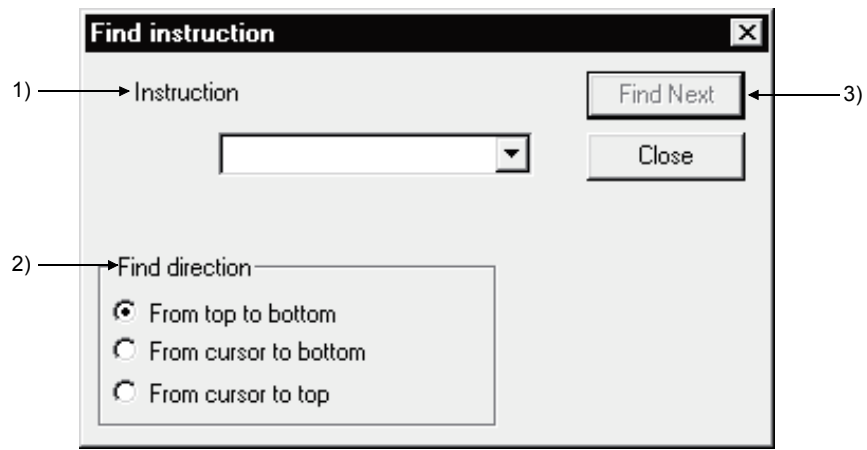 Find instruction
1)
Instruction
Find Next
3)
Close
2)
Find direction
From top to bottom
From cursor to bottom
From cursor to top